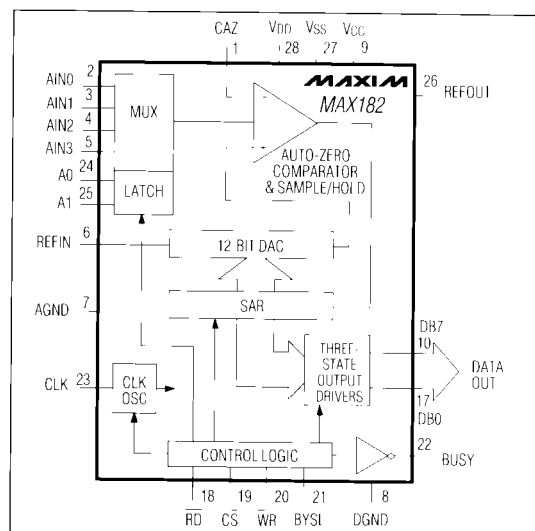 CAZ VDD VSS VCC
1 28 27 9
MAXIM
MAX182
26 REFOUT
AIN0 2
AIN1 3
AIN2 4
AIN3 5
MUX
A0 24
A1 25
LATCH
AUTO-ZERO
COMPARATOR
& SAMPLE/HOLD
REFIN 6
12 BIT DAC
AGND 7
SAR
CLK 23
CLK
OSC
THREE-
STATE
OUTPUT
DRIVERS
DB7
10
DATA
OUT
17
DB0
CONTROL LOGIC
22
BUSY
18 19 20 21 8
RD CS WR BYSL DGND